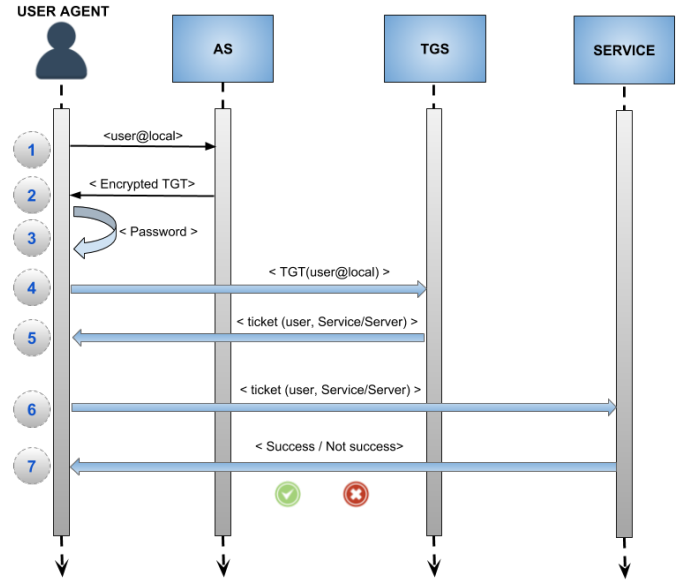 USER AGENT
AS
TGS
SERVICE
1
<user@local>
2
< Encrypted TGT>
3
< Password >
4
< TGT(user@local) >
5
< ticket (user, Service/Server) >
6
< ticket (user, Service/Server) >
7
< Success / Not success>